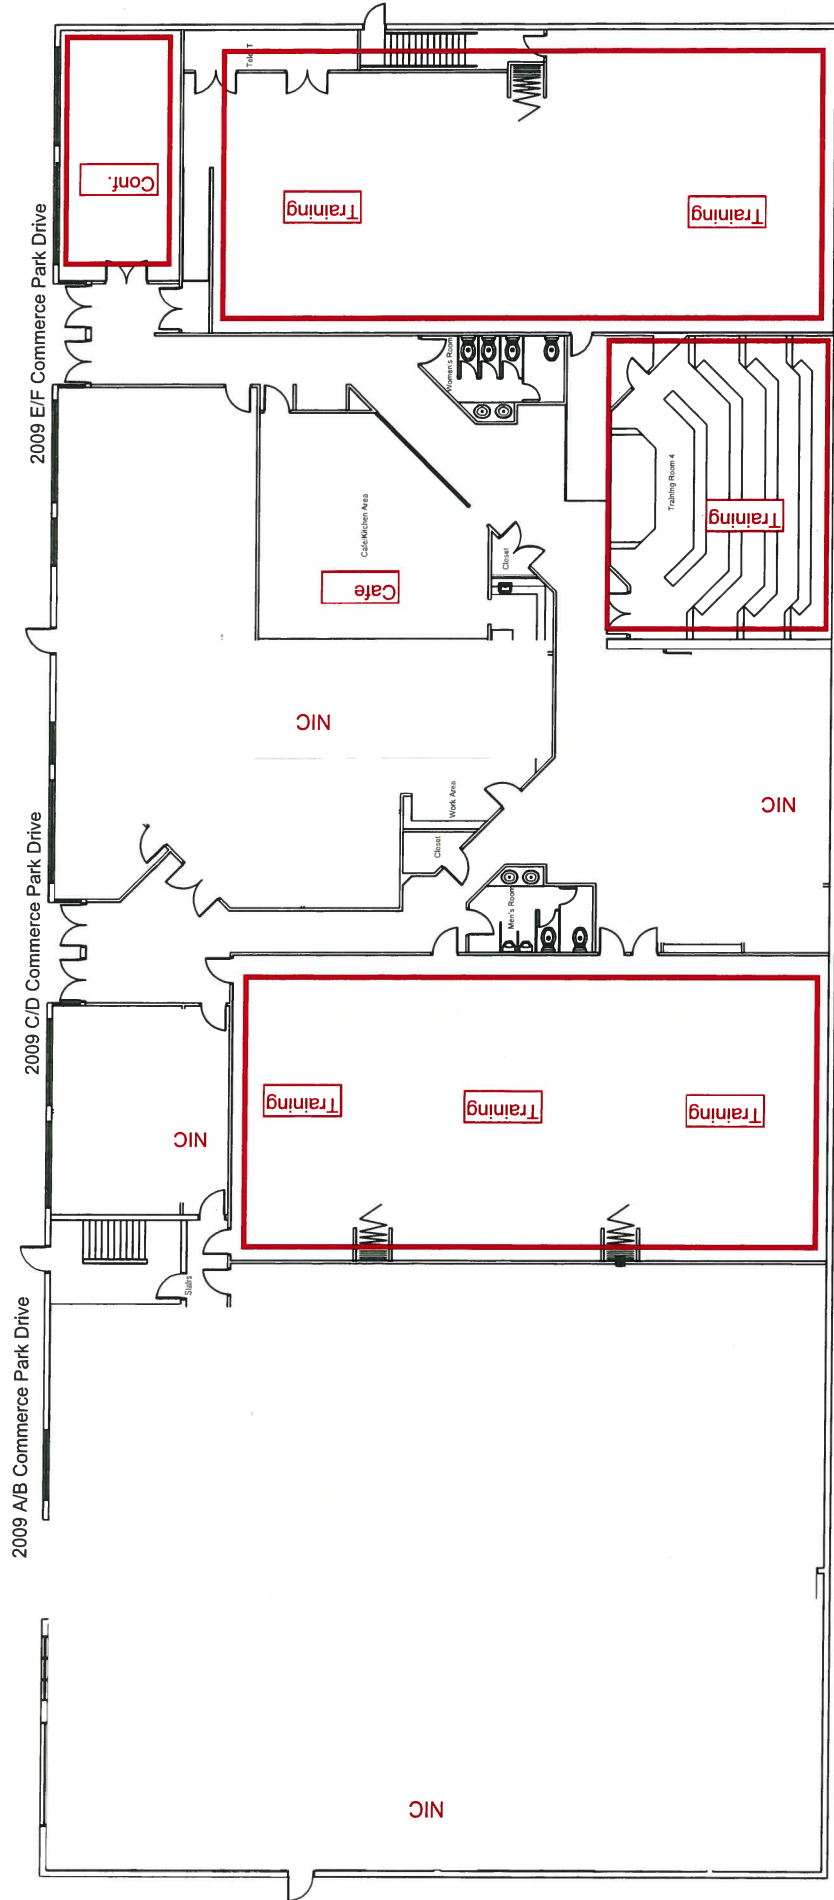 Conf.
Tele/IT
Training
Training
2009 E/F Commerce Park Drive
Women's Room
Training Room 4
Training
Cafe/Kitchen Area
Cafe
Closet
NIC
NIC
Work Area
Closet
2009 C/D Commerce Park Drive
Men's Room
Training
Training
Training
NIC
Stairs
2009 A/B Commerce Park Drive
NIC